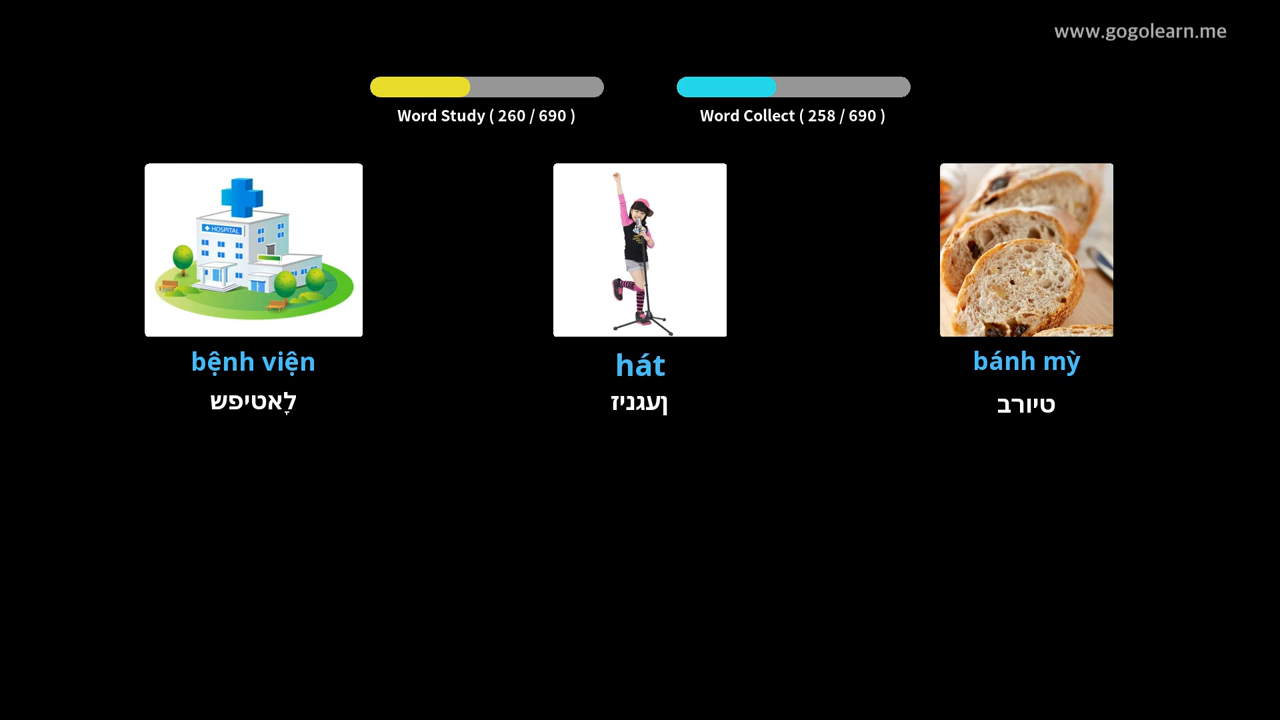 www.gogolearn.me
Word Study ( 260 / 690 )
Word Collect ( 258 / 690 )
HOSPITAL
bệnh viện
hát
bánh mỳ
לָאטיפש
ןעגניז
טיורב